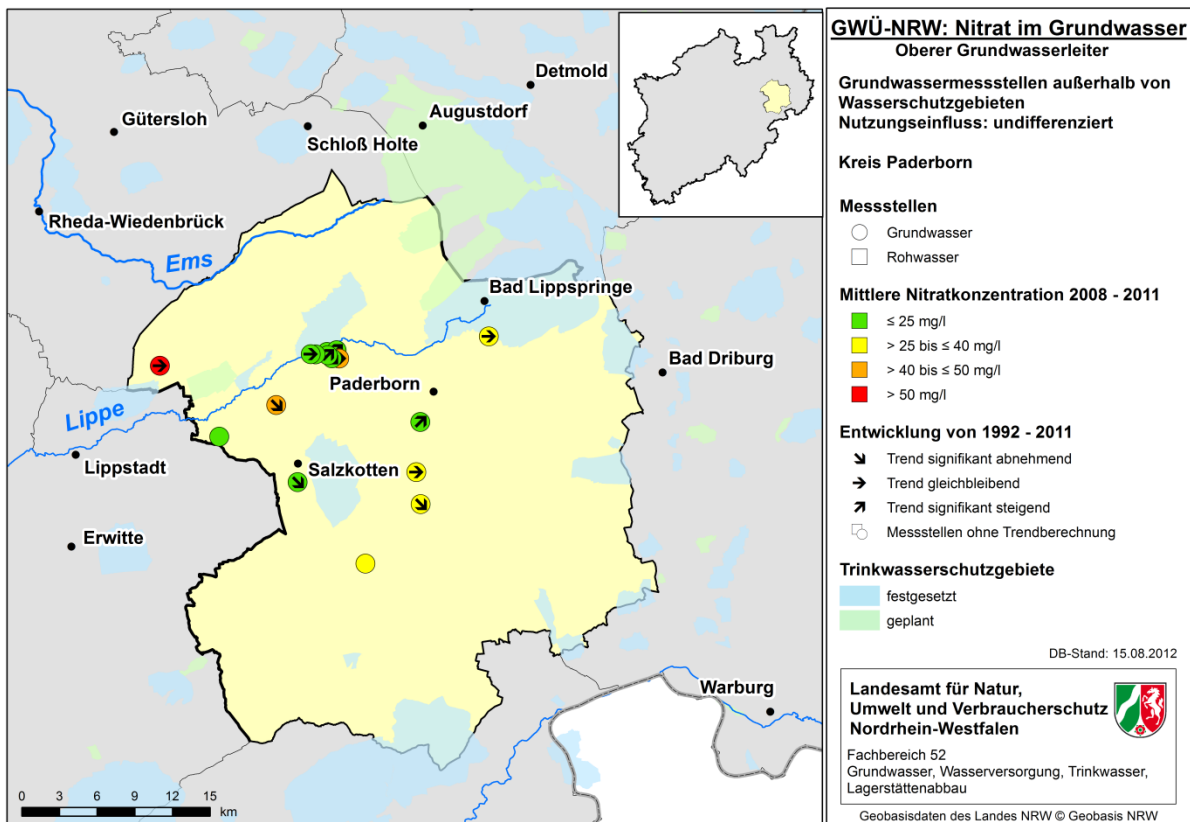 Detmold
Augustdorf
Gütersloh
Schloß Holte
Rheda-Wiedenbrück
Ems
Bad Lippspringe
Bad Driburg
Paderborn
Lippe
Lippstadt
Salzkotten
Erwitte
Warburg
0 3 6 9 12 15
km
GWÜ-NRW: Nitrat im Grundwasser
Oberer Grundwasserleiter
Grundwassermessstellen außerhalb von
Wasserschutzgebieten
Nutzungseinfluss: undifferenziert
Kreis Paderborn
Messstellen
Grundwasser
Rohwasser
Mittlere Nitratkonzentration 2008 - 2011
≤ 25 mg/l
> 25 bis ≤ 40 mg/l
> 40 bis ≤ 50 mg/l
> 50 mg/l
Entwicklung von 1992 - 2011
Trend signifikant abnehmend
Trend gleichbleibend
Trend signifikant steigend
Messstellen ohne Trendberechnung
Trinkwasserschutzgebiete
festgesetzt
geplant
DB-Stand: 15.08.2012
Landesamt für Natur,
Umwelt und Verbraucherschutz
Nordrhein-Westfalen
Fachbereich 52
Grundwasser, Wasserversorgung, Trinkwasser,
Lagerstättenabbau
Geobasisdaten des Landes NRW © Geobasis NRW